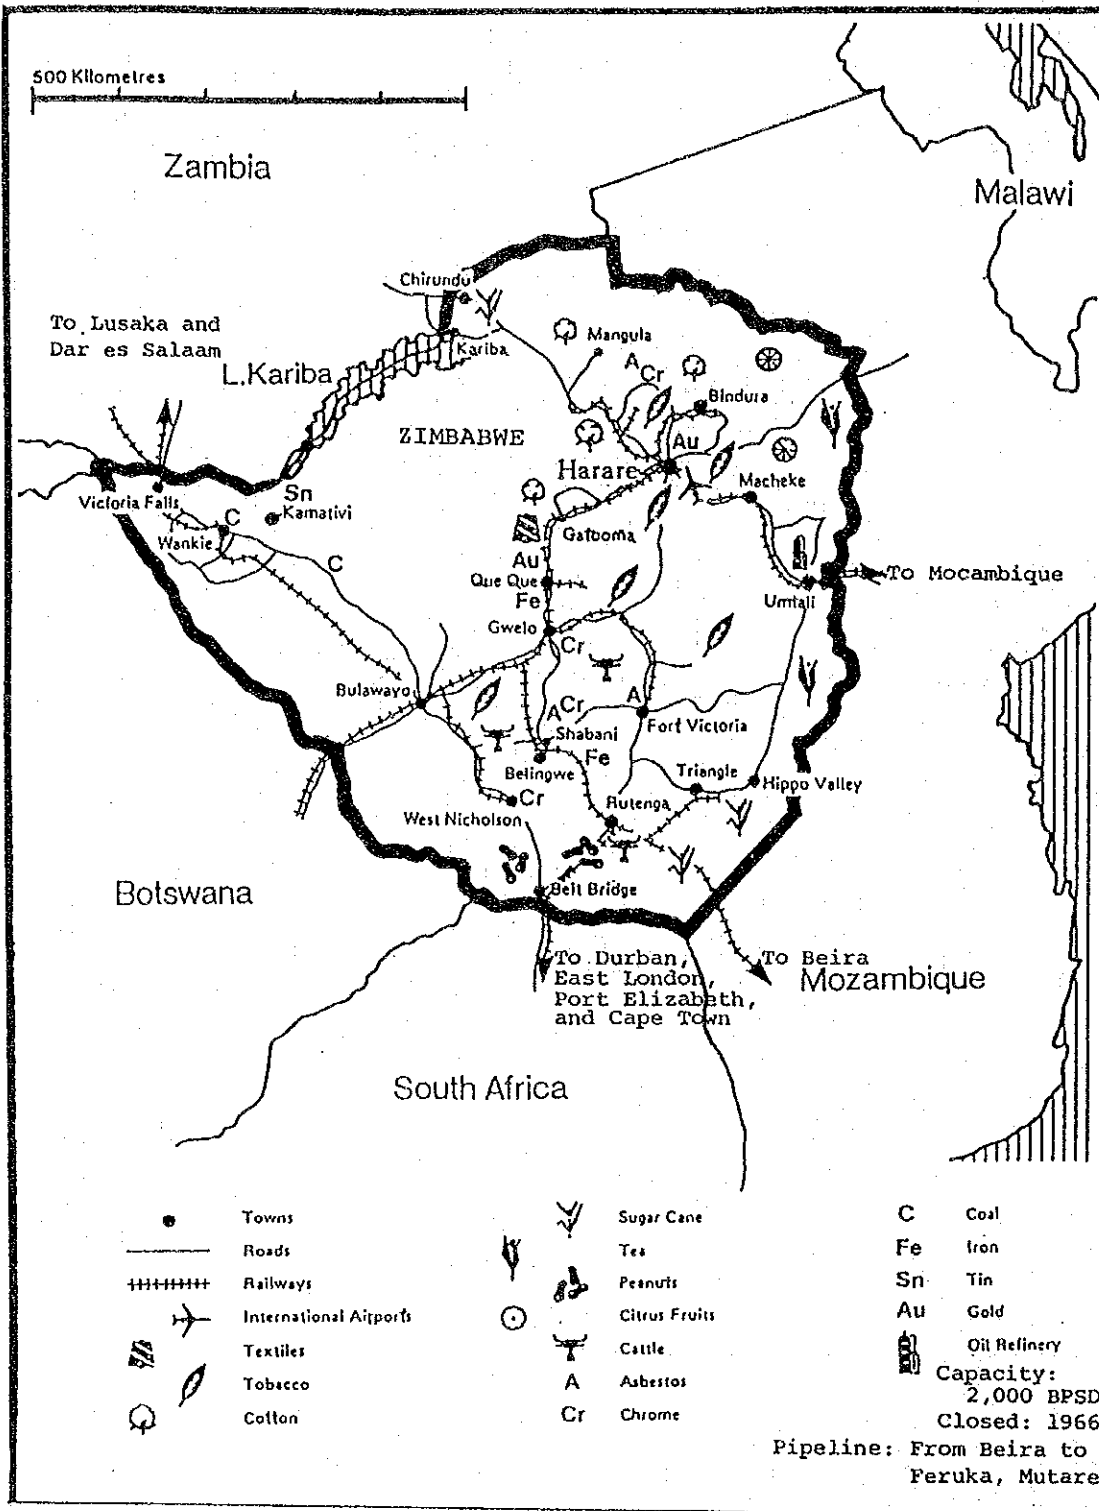 500 Kilometres
Zambia
Malawi
Chirundu
To Lusaka and
Dar es Salaam
Mangula
Kariba
L.Kariba
A
Cr
Bindura
ZIMBABWE
Au
Harare
Macheke
Sn
Victoria Falls
Kamativi
C
Wankie
Gatooma
C
Au
Que Que
Fe
To Mocambique
Umtali
Gwelo
Cr
Bulawayo
A
A
Cr
Fort Victoria
Shabani
Fe
Belingwe
Triangle
Hippo Valley
Cr
Rutenga
West Nicholson
Botswana
Beit Bridge
To Durban,
East London,
Port Elizabeth,
and Cape Town
To Beira
Mozambique
South Africa
Towns
Roads
Railways
International Airports
Textiles
Tobacco
Cotton
Sugar Cane
Tea
Peanuts
Citrus Fruits
Cattle
A Asbestos
Cr Chrome
C Coal
Fe Iron
Sn Tin
Au Gold
Oil Refinery
Capacity:
2,000 BPSD
Closed: 1966
Pipeline: From Beira to
Feruka, Mutare